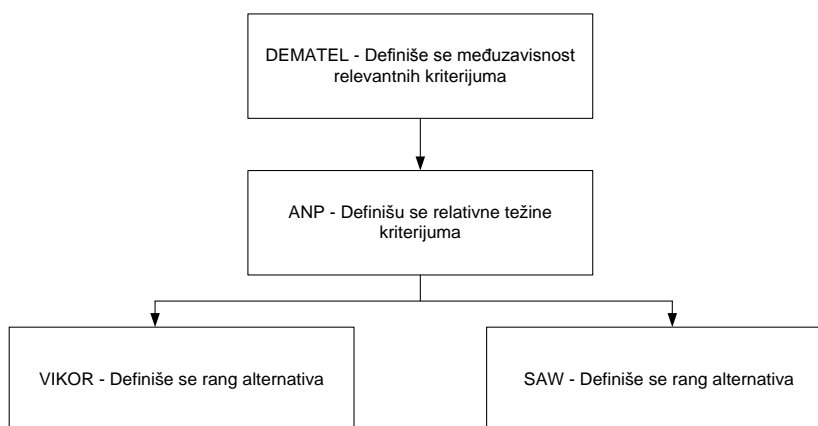 DEMATEL - Definiše se međuzavisnost
relevantnih kriterijuma
ANP - Definišu se relativne težine
kriterijuma
VIKOR - Definiše se rang alternativa
SAW - Definiše se rang alternativa